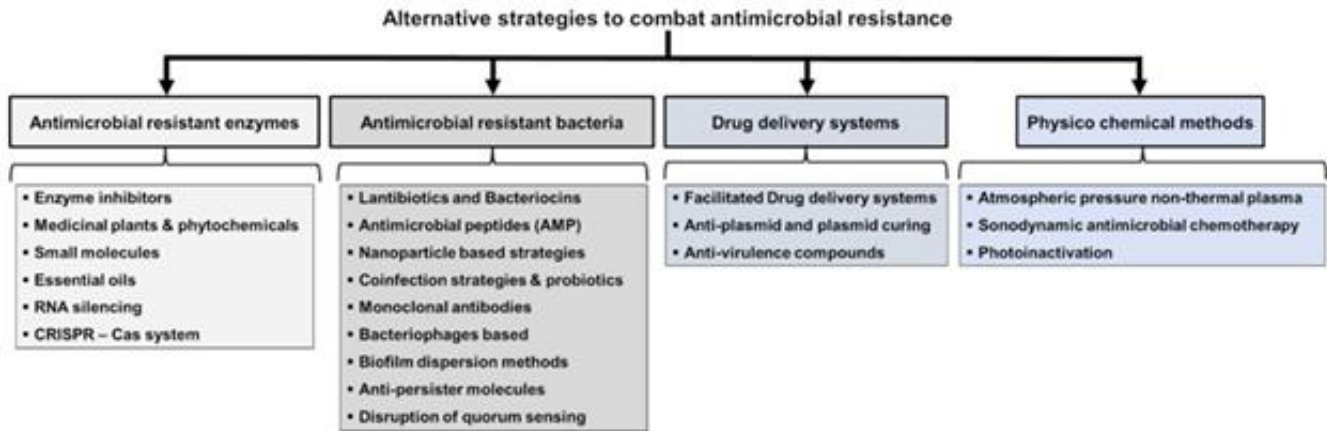 Alternative strategies to combat antimicrobial resistance
Antimicrobial resistant enzymes
▪ Enzyme inhibitors
▪ Medicinal plants & phytochemicals
▪ Small molecules
▪ Essential oils
▪ RNA silencing
▪ CRISPR – Cas system
Antimicrobial resistant bacteria
▪ Lantibiotics and Bacteriocins
▪ Antimicrobial peptides (AMP)
▪ Nanoparticle based strategies
▪ Coinfection strategies & probiotics
▪ Monoclonal antibodies
▪ Bacteriophages based
▪ Biofilm dispersion methods
▪ Anti-persister molecules
▪ Disruption of quorum sensing
Drug delivery systems
▪ Facilitated Drug delivery systems
▪ Anti-plasmid and plasmid curing
▪ Anti-virulence compounds
Physico chemical methods
▪ Atmospheric pressure non-thermal plasma
▪ Sonodynamic antimicrobial chemotherapy
▪ Photoinactivation